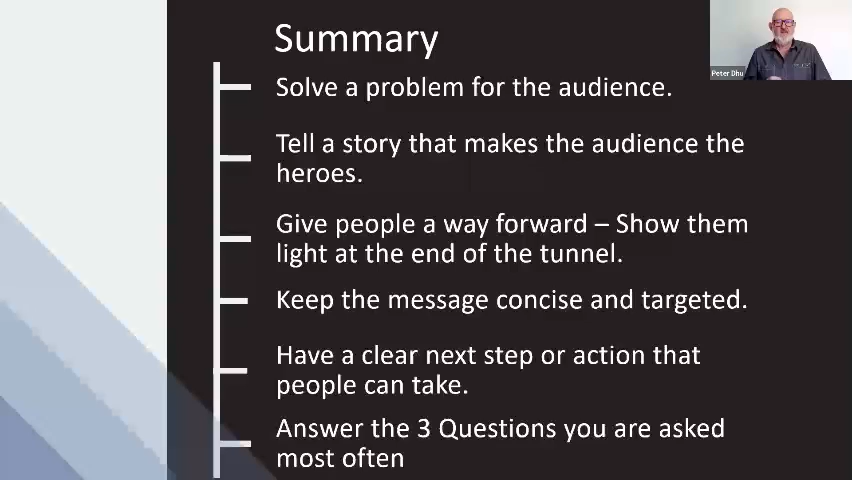 Summary
Peter Dhu
Solve a problem for the audience.
Tell a story that makes the audience the
heroes.
Give people a way forward – Show them
light at the end of the tunnel.
Keep the message concise and targeted.
Have a clear next step or action that
people can take.
Answer the 3 Questions you are asked
most often